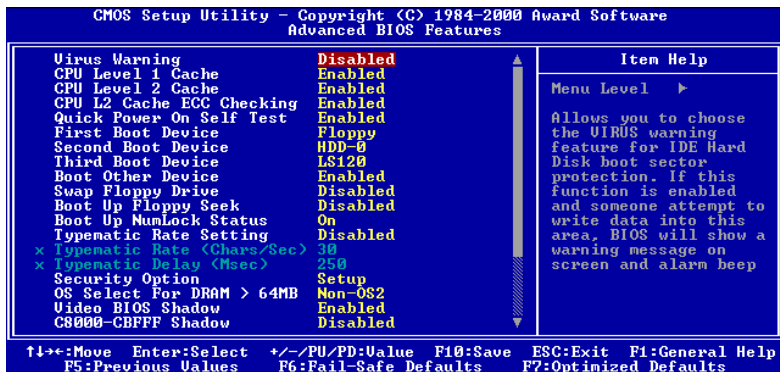 CMOS Setup Utility - Copyright (C) 1984-2000 Award Software
Advanced BIOS Features
Virus Warning Disabled
CPU Level 1 Cache Enabled
CPU Level 2 Cache Enabled
CPU L2 Cache ECC Checking Enabled
Quick Power On Self Test Enabled
First Boot Device Floppy
Second Boot Device HDD-0
Third Boot Device LS120
Boot Other Device Enabled
Swap Floppy Drive Disabled
Boot Up Floppy Seek Disabled
Boot Up NumLock Status On
Typematic Rate Setting Disabled
x Typematic Rate (Chars/Sec) 30
x Typematic Delay (Msec) 250
Security Option Setup
OS Select For DRAM > 64MB Non-OS2
Video BIOS Shadow Enabled
C8000-CBFFF Shadow Disabled
Item Help
Menu Level ▶
Allows you to choose
the VIRUS warning
feature for IDE Hard
Disk boot sector
protection. If this
function is enabled
and someone attempt to
write data into this
area, BIOS will show a
warning message on
screen and alarm beep
↑↓→←:Move Enter:Select +/-/PU/PD:Value F10:Save ESC:Exit F1:General Help
F5:Previous Values F6:Fail-Safe Defaults F7:Optimized Defaults